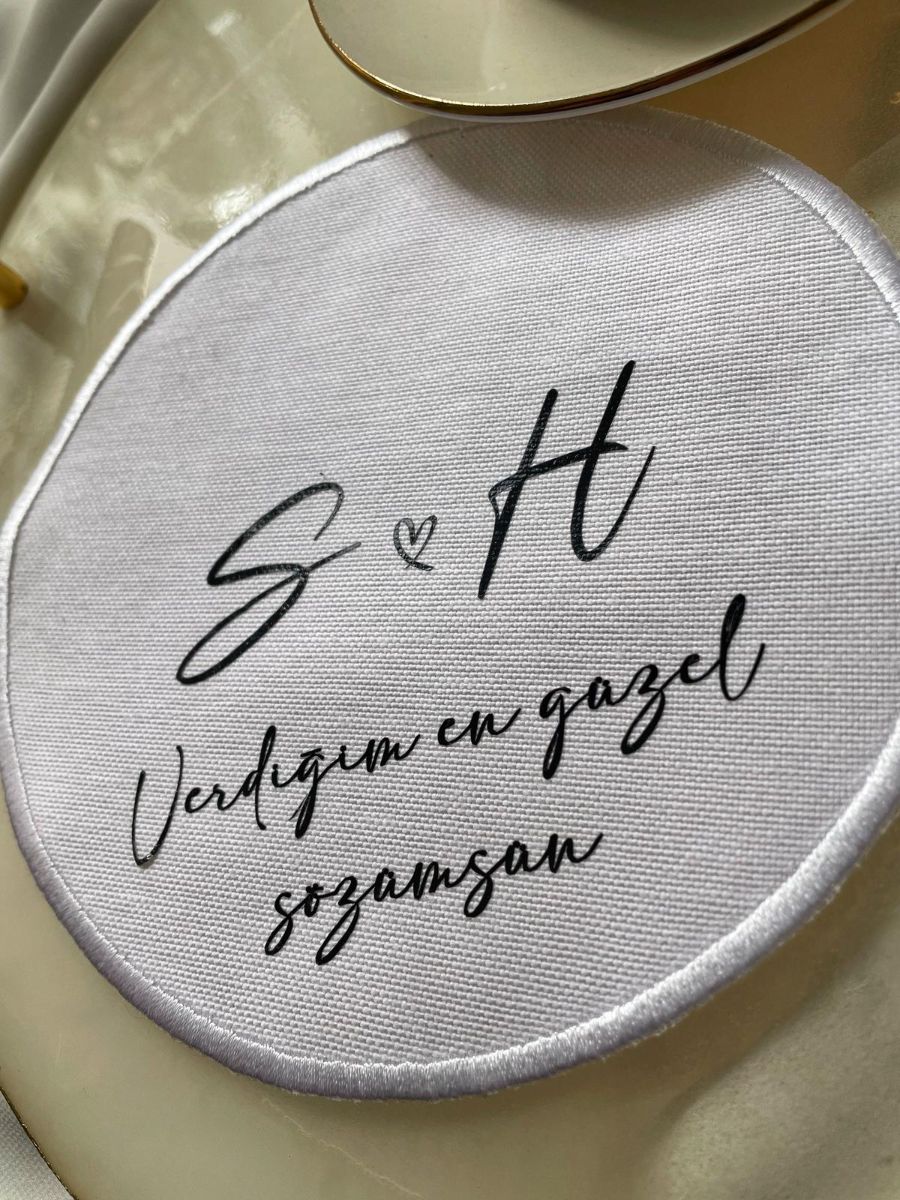 S ♡ H
Verdiğim en güzel
sözümsün